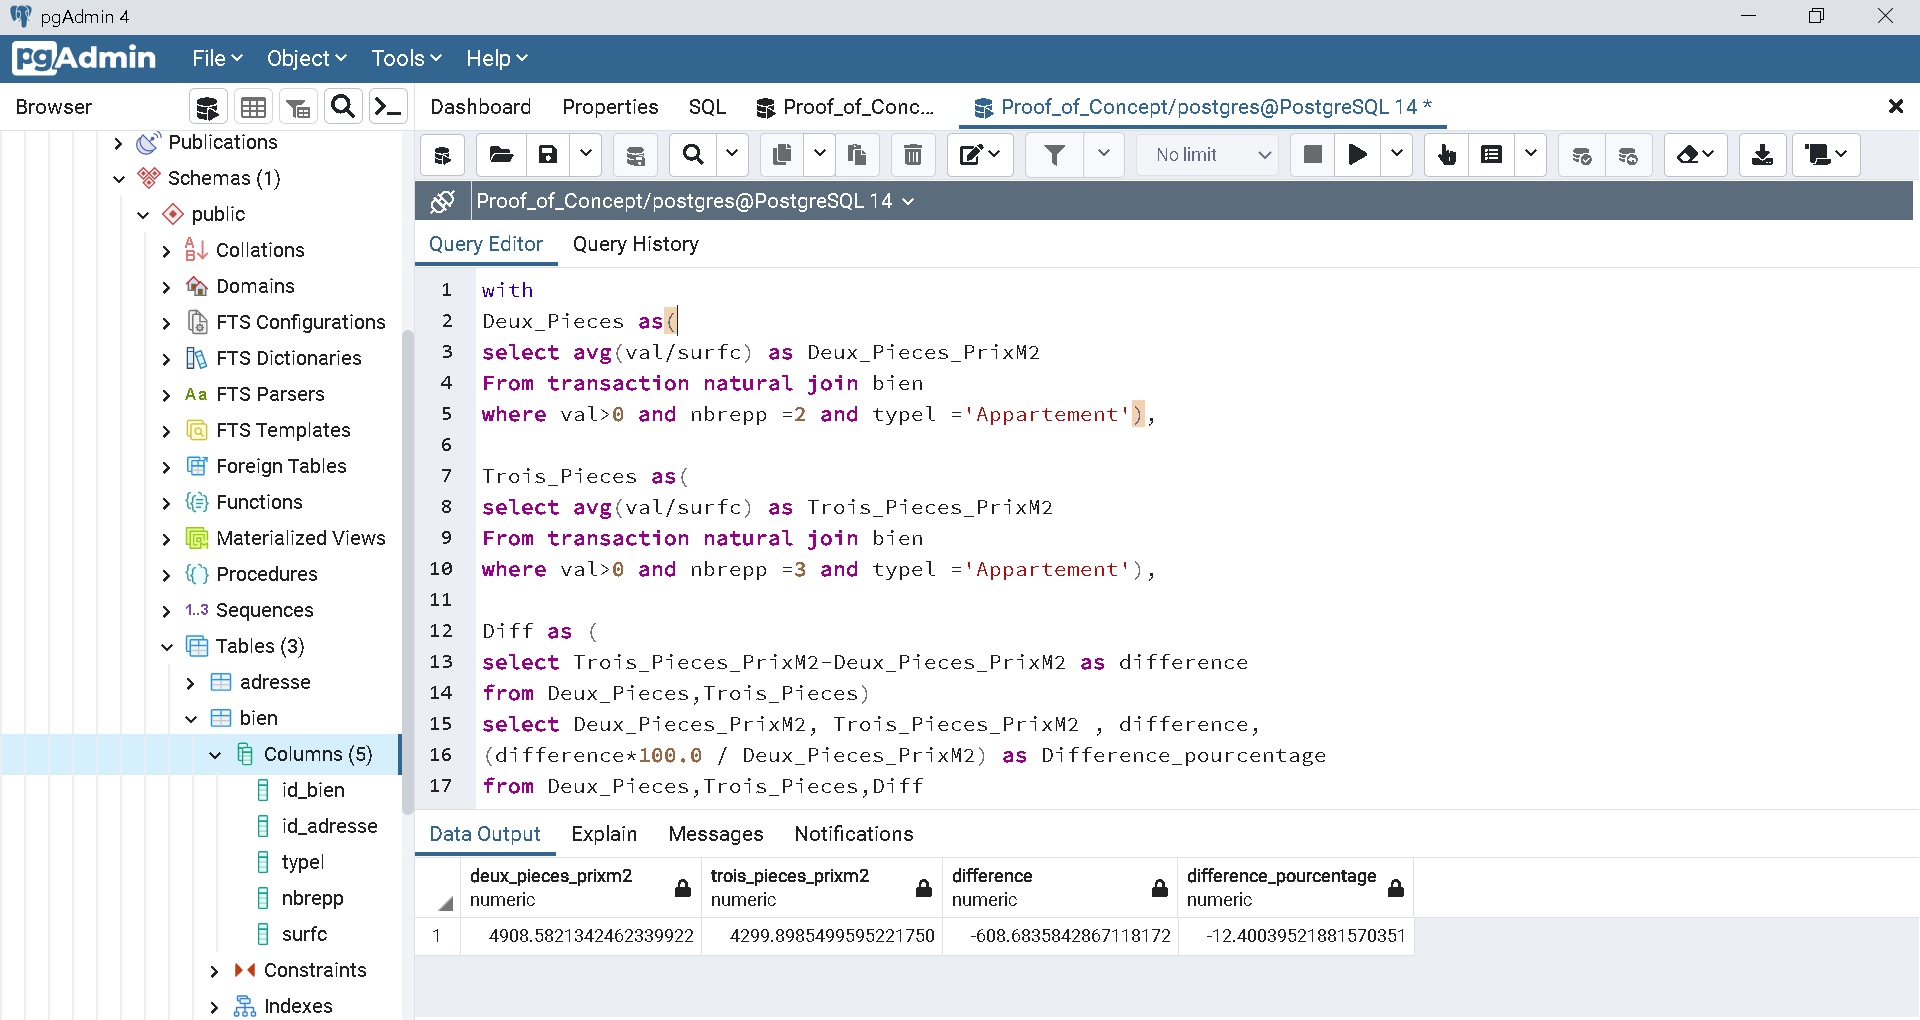 pgAdmin 4
pgAdmin File Object Tools Help
Browser
Dashboard Properties SQL Proof_of_Conc... Proof_of_Concept/postgres@PostgreSQL 14 *
Publications
Schemas (1)
public
Collations
Domains
FTS Configurations
FTS Dictionaries
Aa FTS Parsers
FTS Templates
Foreign Tables
Functions
Materialized Views
Procedures
1..3 Sequences
Tables (3)
adresse
bien
Columns (5)
id_bien
id_adresse
typel
nbrepp
surfc
Constraints
Indexes
No limit
Proof_of_Concept/postgres@PostgreSQL 14
Query Editor Query History
1 with
2 Deux_Pieces as(
3 select avg(val/surfc) as Deux_Pieces_PrixM2
4 From transaction natural join bien
5 where val>0 and nbrepp =2 and typel ='Appartement'),
6
7 Trois_Pieces as(
8 select avg(val/surfc) as Trois_Pieces_PrixM2
9 From transaction natural join bien
10 where val>0 and nbrepp =3 and typel ='Appartement'),
11
12 Diff as (
13 select Trois_Pieces_PrixM2-Deux_Pieces_PrixM2 as difference
14 from Deux_Pieces,Trois_Pieces)
15 select Deux_Pieces_PrixM2, Trois_Pieces_PrixM2 , difference,
16 (difference*100.0 / Deux_Pieces_PrixM2) as Difference_pourcentage
17 from Deux_Pieces,Trois_Pieces,Diff
Data Output Explain Messages Notifications
deux_pieces_prixm2 trois_pieces_prixm2 difference difference_pourcentage
numeric numeric numeric numeric
1 4908.5821342462339922 4299.8985499595221750 -608.6835842867118172 -12.40039521881570351